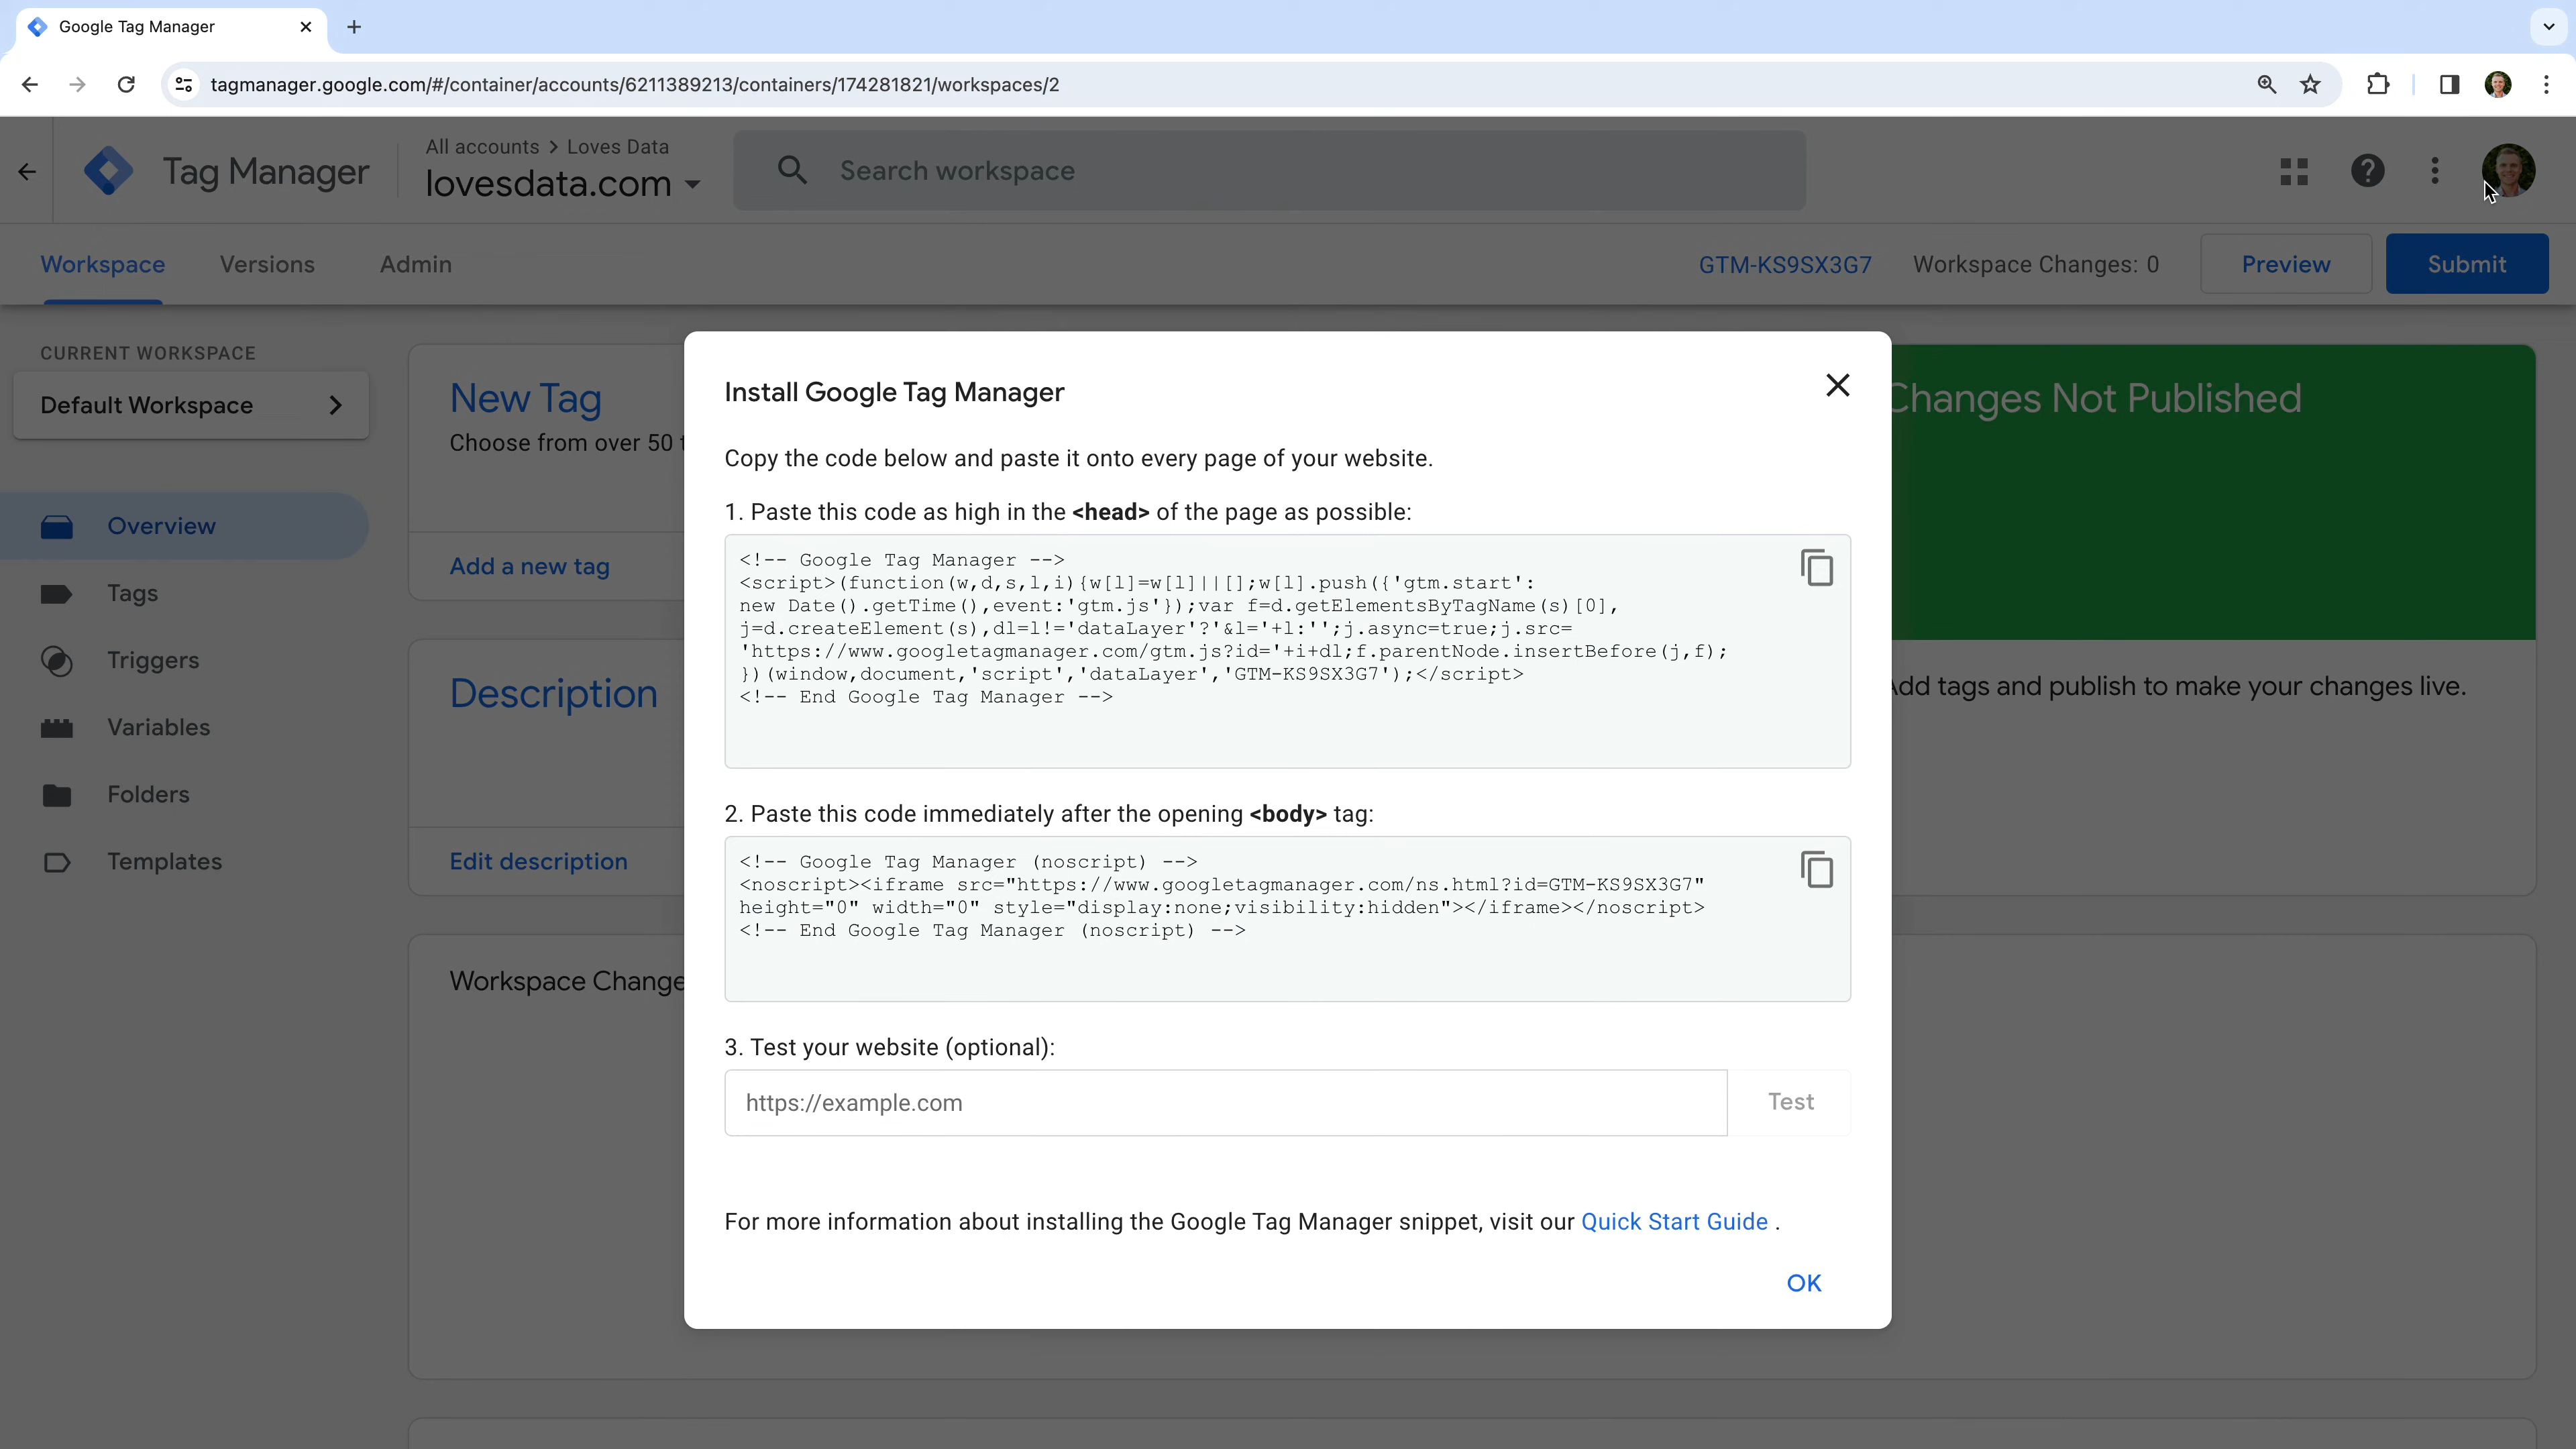 Google Tag Manager
tagmanager.google.com/#/container/accounts/6211389213/containers/174281821/workspaces/2
Tag Manager
All accounts > Loves Data
lovesdata.com
Search workspace
Workspace
Versions
Admin
GTM-KS9SX3G7
Workspace Changes: 0
Preview
Submit
CURRENT WORKSPACE
Default Workspace
Overview
Tags
Triggers
Variables
Folders
Templates
New Tag
Choose from over 50 t
Add a new tag
Description
Edit description
Workspace Change
Changes Not Published
Add tags and publish to make your changes live.
Install Google Tag Manager
Copy the code below and paste it onto every page of your website.
1. Paste this code as high in the <head> of the page as possible:
<!-- Google Tag Manager -->
<script>(function(w,d,s,l,i){w[l]=w[l]||[];w[l].push({'gtm.start':
new Date().getTime(),event:'gtm.js'});var f=d.getElementsByTagName(s)[0],
j=d.createElement(s),dl=l!='dataLayer'?'&l='+l:'';j.async=true;j.src=
'https://www.googletagmanager.com/gtm.js?id='+i+dl;f.parentNode.insertBefore(j,f);
})(window,document,'script','dataLayer','GTM-KS9SX3G7');</script>
<!-- End Google Tag Manager -->
2. Paste this code immediately after the opening <body> tag:
<!-- Google Tag Manager (noscript) -->
<noscript><iframe src="https://www.googletagmanager.com/ns.html?id=GTM-KS9SX3G7"
height="0" width="0" style="display:none;visibility:hidden"></iframe></noscript>
<!-- End Google Tag Manager (noscript) -->
3. Test your website (optional):
https://example.com
Test
For more information about installing the Google Tag Manager snippet, visit our Quick Start Guide .
OK